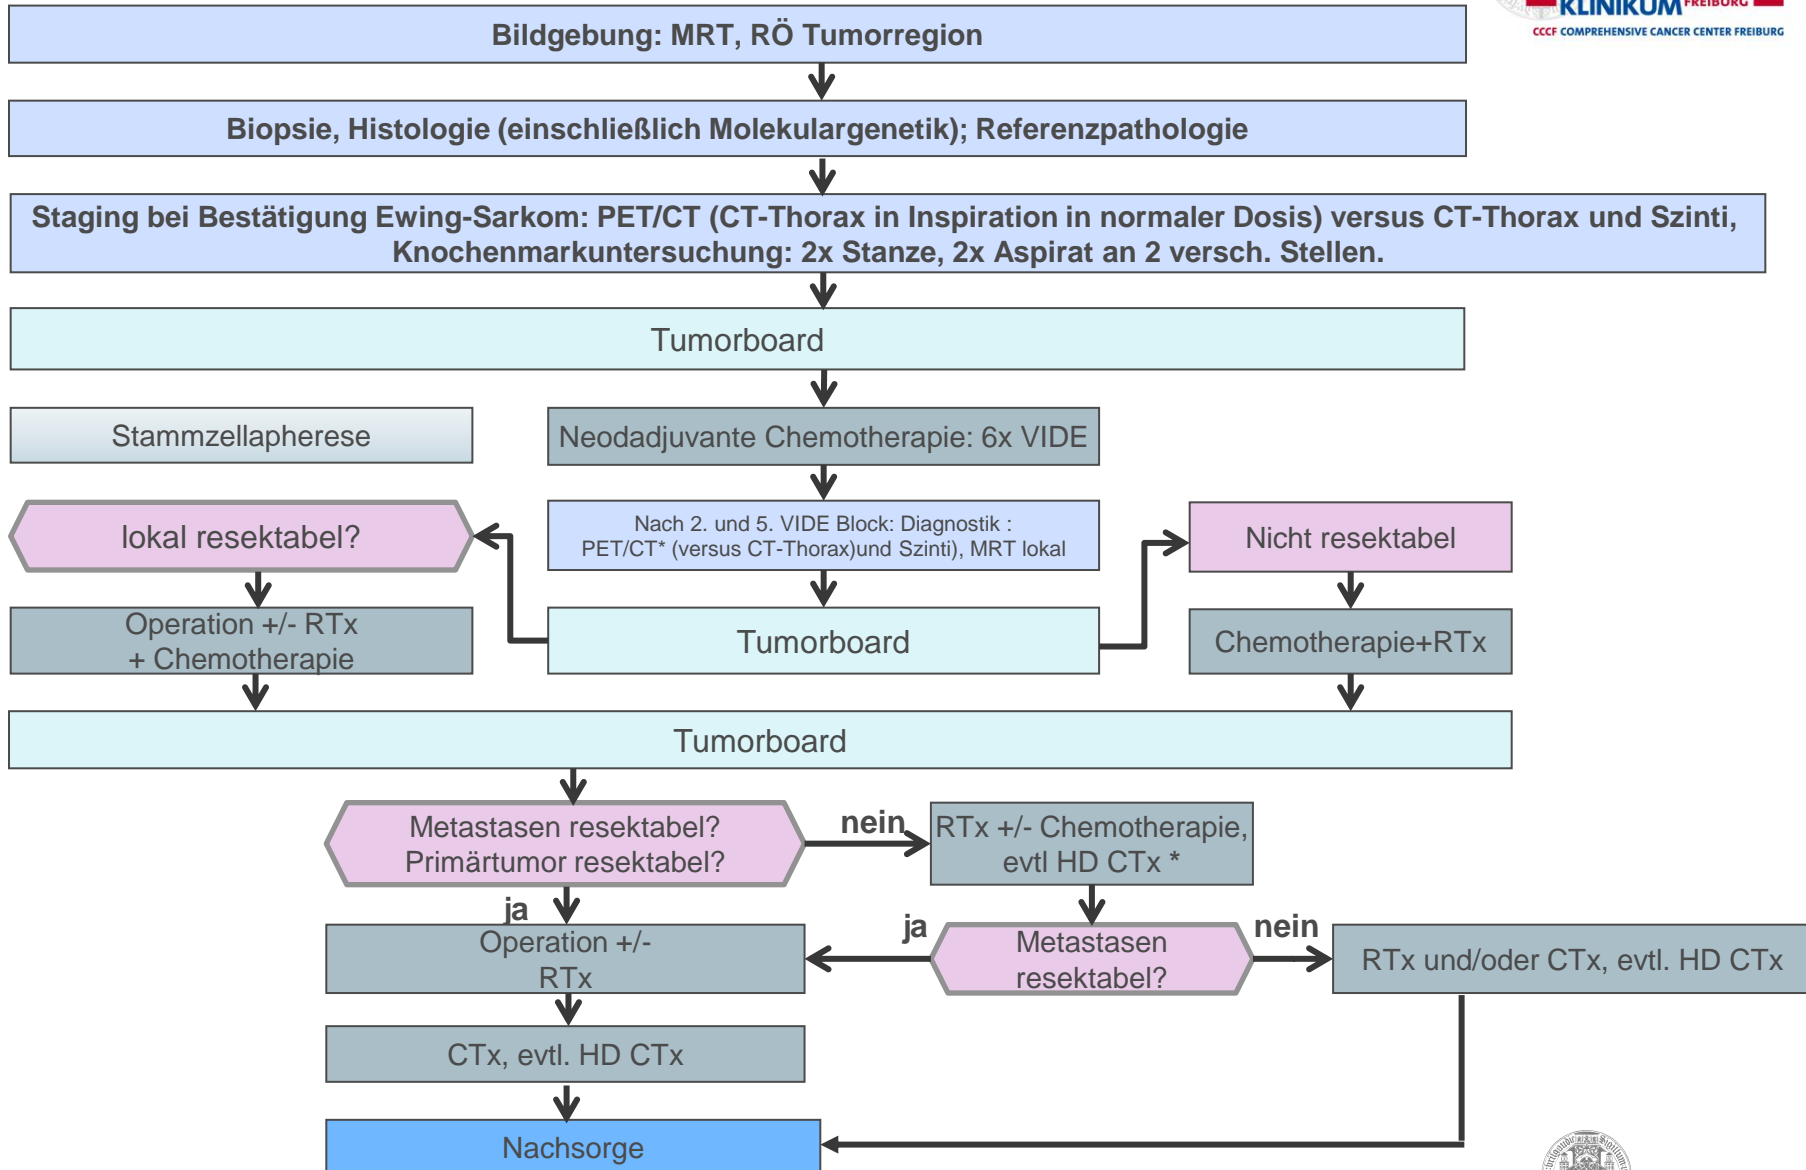 KLINIKUM FREIBURG
CCCF COMPREHENSIVE CANCER CENTER FREIBURG
Bildgebung: MRT, RÖ Tumorregion
Biopsie, Histologie (einschließlich Molekulargenetik); Referenzpathologie
Staging bei Bestätigung Ewing-Sarkom: PET/CT (CT-Thorax in Inspiration in normaler Dosis) versus CT-Thorax und Szinti,
Knochenmarkuntersuchung: 2x Stanze, 2x Aspirat an 2 versch. Stellen.
Tumorboard
Stammzellapherese
Neodadjuvante Chemotherapie: 6x VIDE
lokal resektabel?
Nach 2. und 5. VIDE Block: Diagnostik :
PET/CT* (versus CT-Thorax)und Szinti), MRT lokal
Nicht resektabel
Operation +/- RTx
+ Chemotherapie
Tumorboard
Chemotherapie+RTx
Tumorboard
Metastasen resektabel?
Primärtumor resektabel?
nein
RTx +/- Chemotherapie,
evtl HD CTx *
ja
Operation +/-
RTx
ja
Metastasen
resektabel?
nein
RTx und/oder CTx, evtl. HD CTx
CTx, evtl. HD CTx
Nachsorge